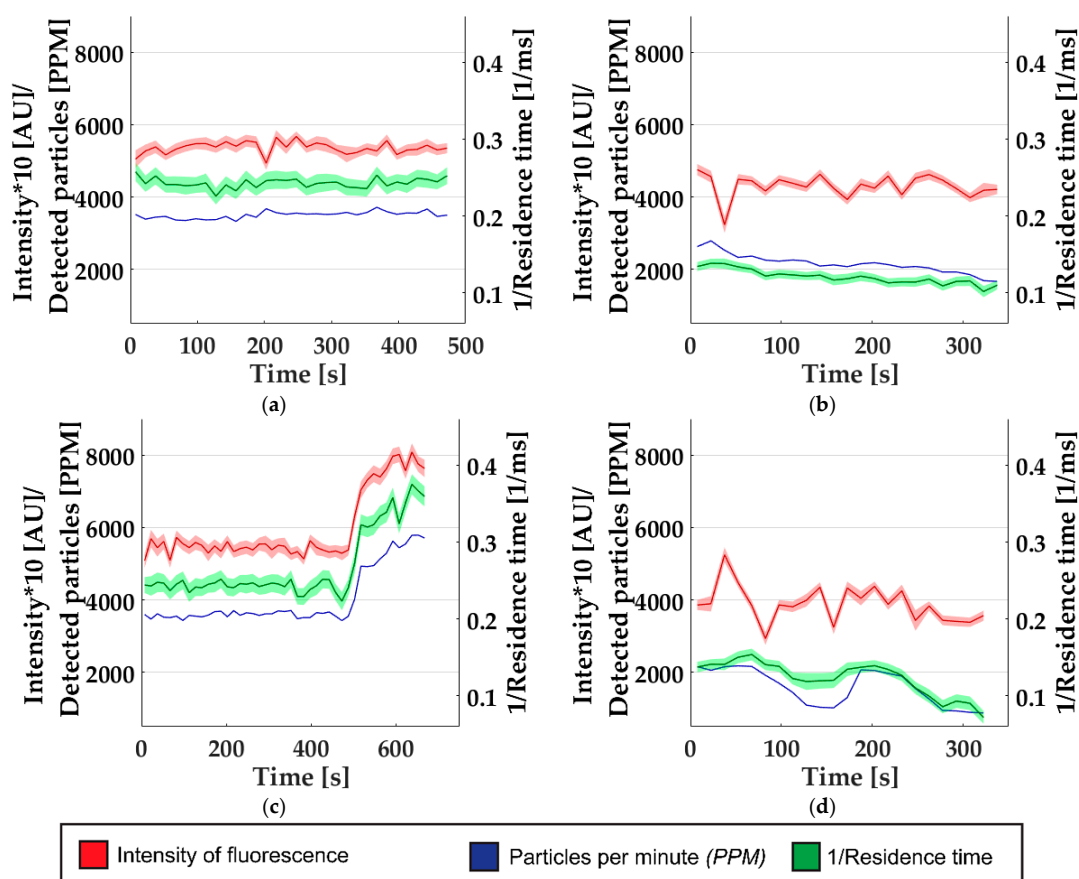 Intensity*10 [AU]/
Detected particles [PPM]
8000
6000
4000
2000
0.4
0.3
0.2
0.1
1/Residence time [1/ms]
0 100 200 300 400 500
Time [s]
(a)
Intensity*10 [AU]/
Detected particles [PPM]
8000
6000
4000
2000
0.4
0.3
0.2
0.1
1/Residence time [1/ms]
0 100 200 300
Time [s]
(b)
Intensity*10 [AU]/
Detected particles [PPM]
8000
6000
4000
2000
0.4
0.3
0.2
0.1
1/Residence time [1/ms]
0 200 400 600
Time [s]
(c)
Intensity*10 [AU]/
Detected particles [PPM]
8000
6000
4000
2000
0.4
0.3
0.2
0.1
1/Residence time [1/ms]
0 100 200 300
Time [s]
(d)
Intensity of fluorescence Particles per minute (PPM) 1/Residence time